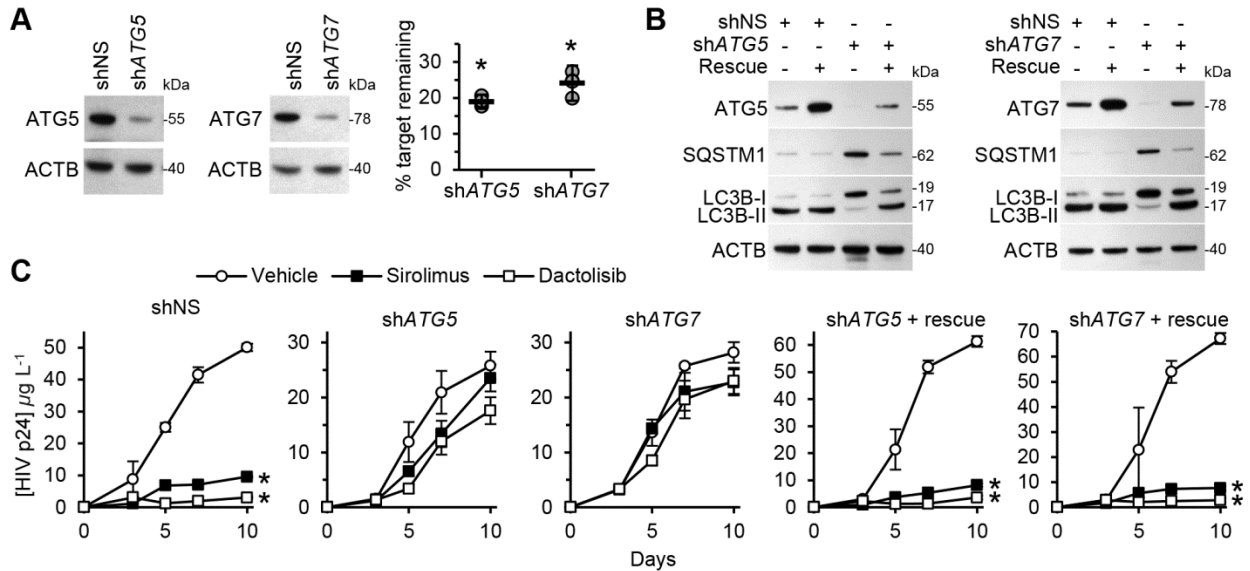 A
shNS
shATG5
kDa
ATG5
-55
ACTB
-40
shNS
shATG7
kDa
ATG7
-78
ACTB
-40
% target remaining
30
20
10
0
*
*
shATG5 shATG7
B
shNS + + - -
shATG5 - - + +
Rescue - + - + kDa
ATG5 -55
SQSTM1 -62
LC3B-I -19
LC3B-II -17
ACTB -40
shNS + + - -
shATG7 - - + +
Rescue - + - + kDa
ATG7 -78
SQSTM1 -62
LC3B-I -19
LC3B-II -17
ACTB -40
C
Vehicle Sirolimus Dactolisib
[HIV p24] µg L-1
shNS
50
40
30
20
10
0
*
*
0 5 10
shATG5
30
20
10
0
0 5 10
shATG7
30
20
10
0
0 5 10
shATG5 + rescue
60
50
40
30
20
10
0
*
*
0 5 10
shATG7 + rescue
70
60
50
40
30
20
10
0
*
*
0 5 10
Days